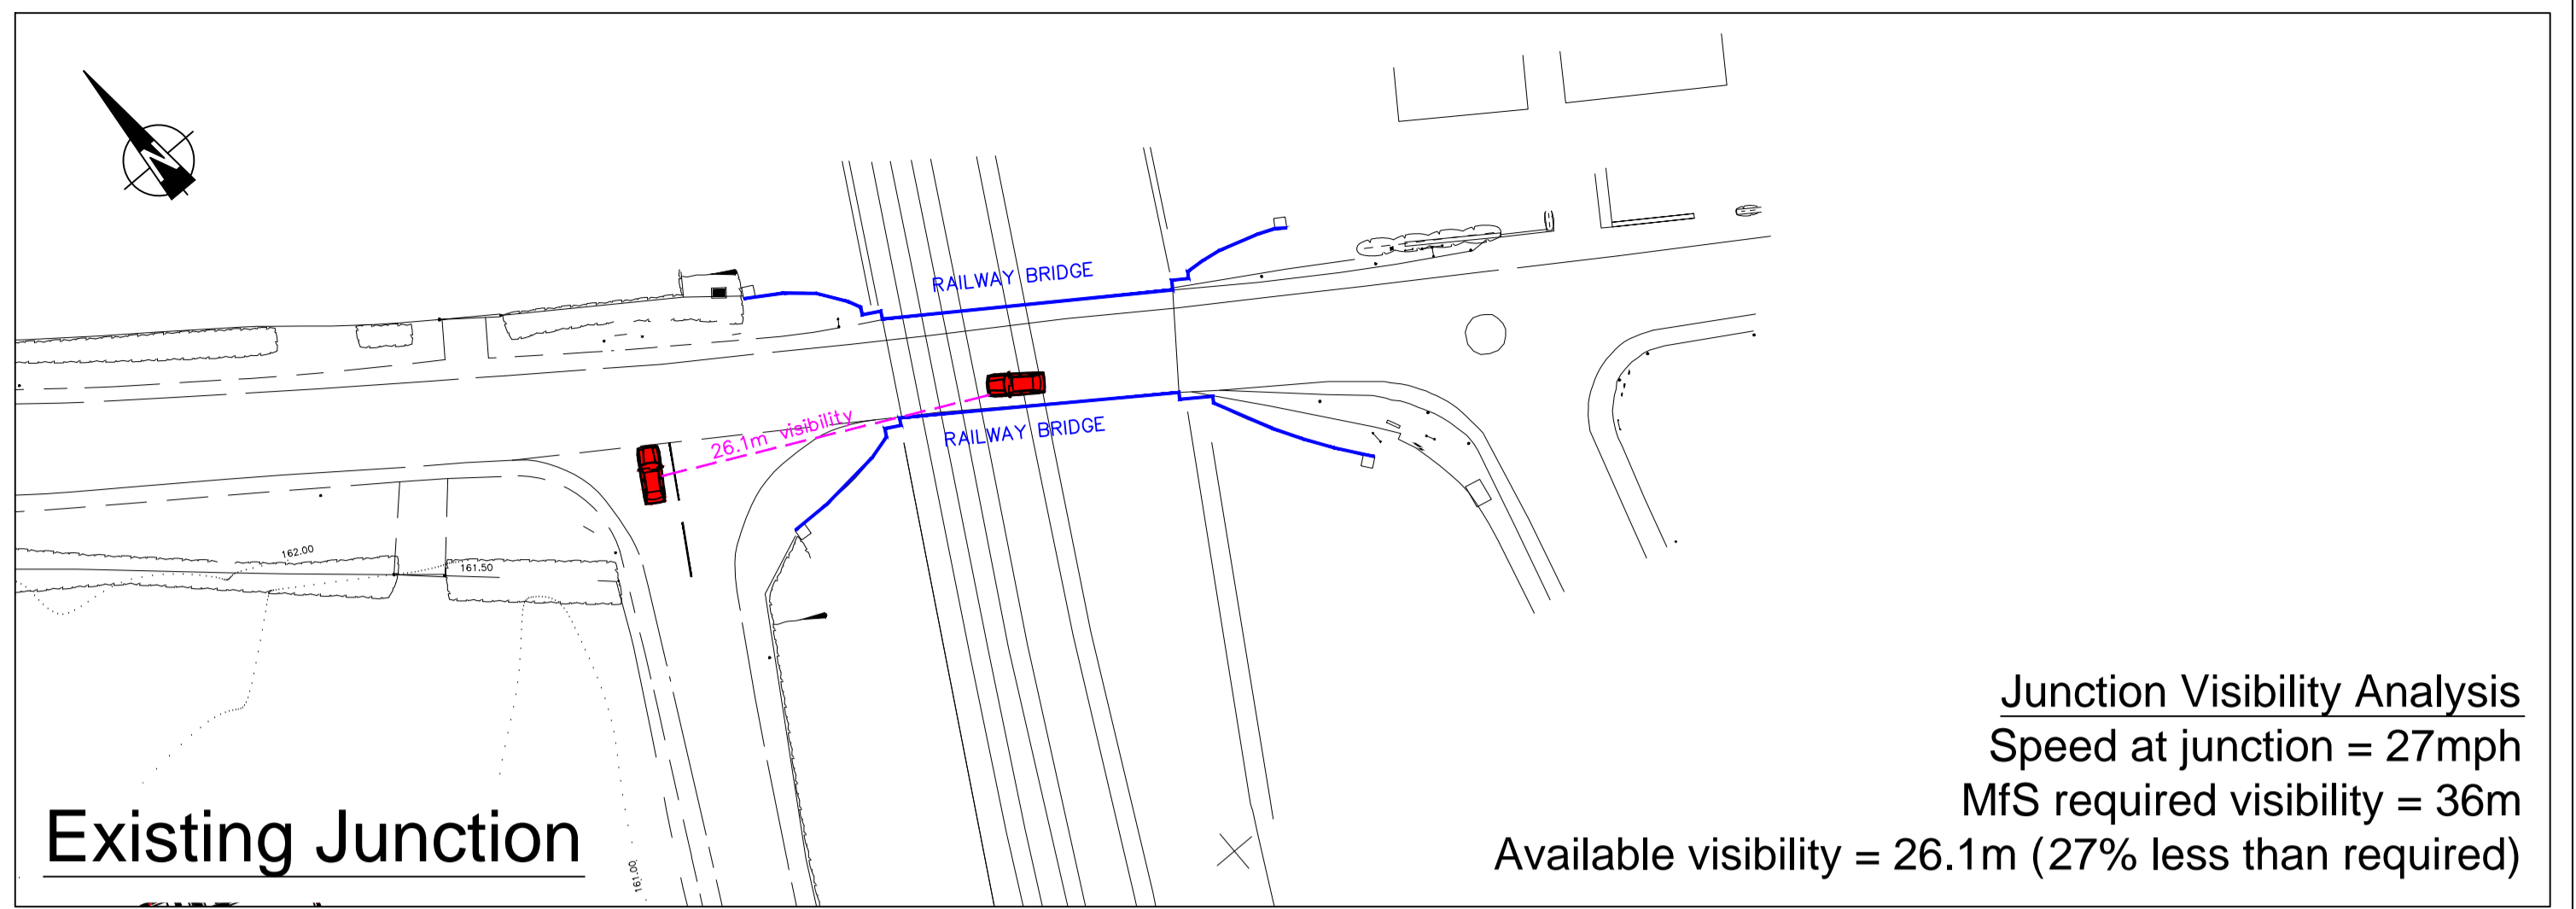 N
RAILWAY BRIDGE
26.1m visibility
RAILWAY BRIDGE
162.00
161.50
161.00
Existing Junction
Junction Visibility Analysis
Speed at junction = 27mph
MfS required visibility = 36m
Available visibility = 26.1m (27% less than required)